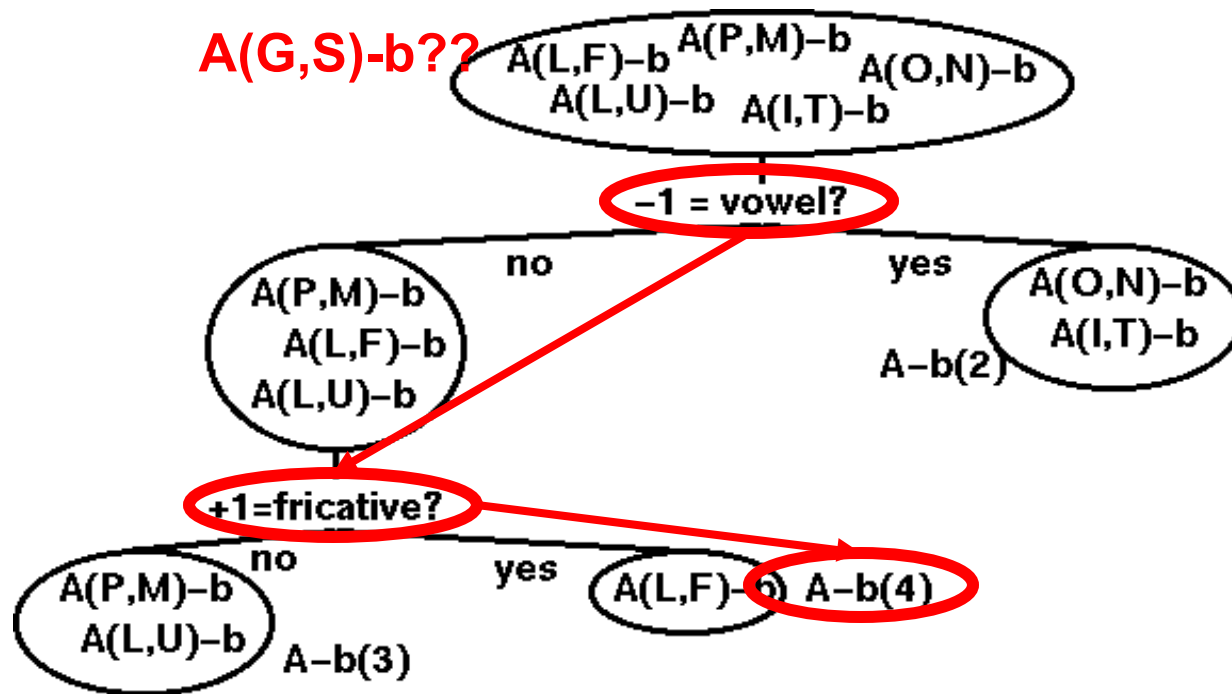 A(G,S)-b??
A(L,F)–b A(P,M)–b A(O,N)–b
A(L,U)–b A(I,T)–b
–1 = vowel?
no yes
A(P,M)–b
A(L,F)–b
A(L,U)–b
A(O,N)–b
A(I,T)–b
A–b(2)
+1=fricative?
no yes
A(P,M)–b
A(L,U)–b
A–b(3)
A(L,F)–b
A–b(4)